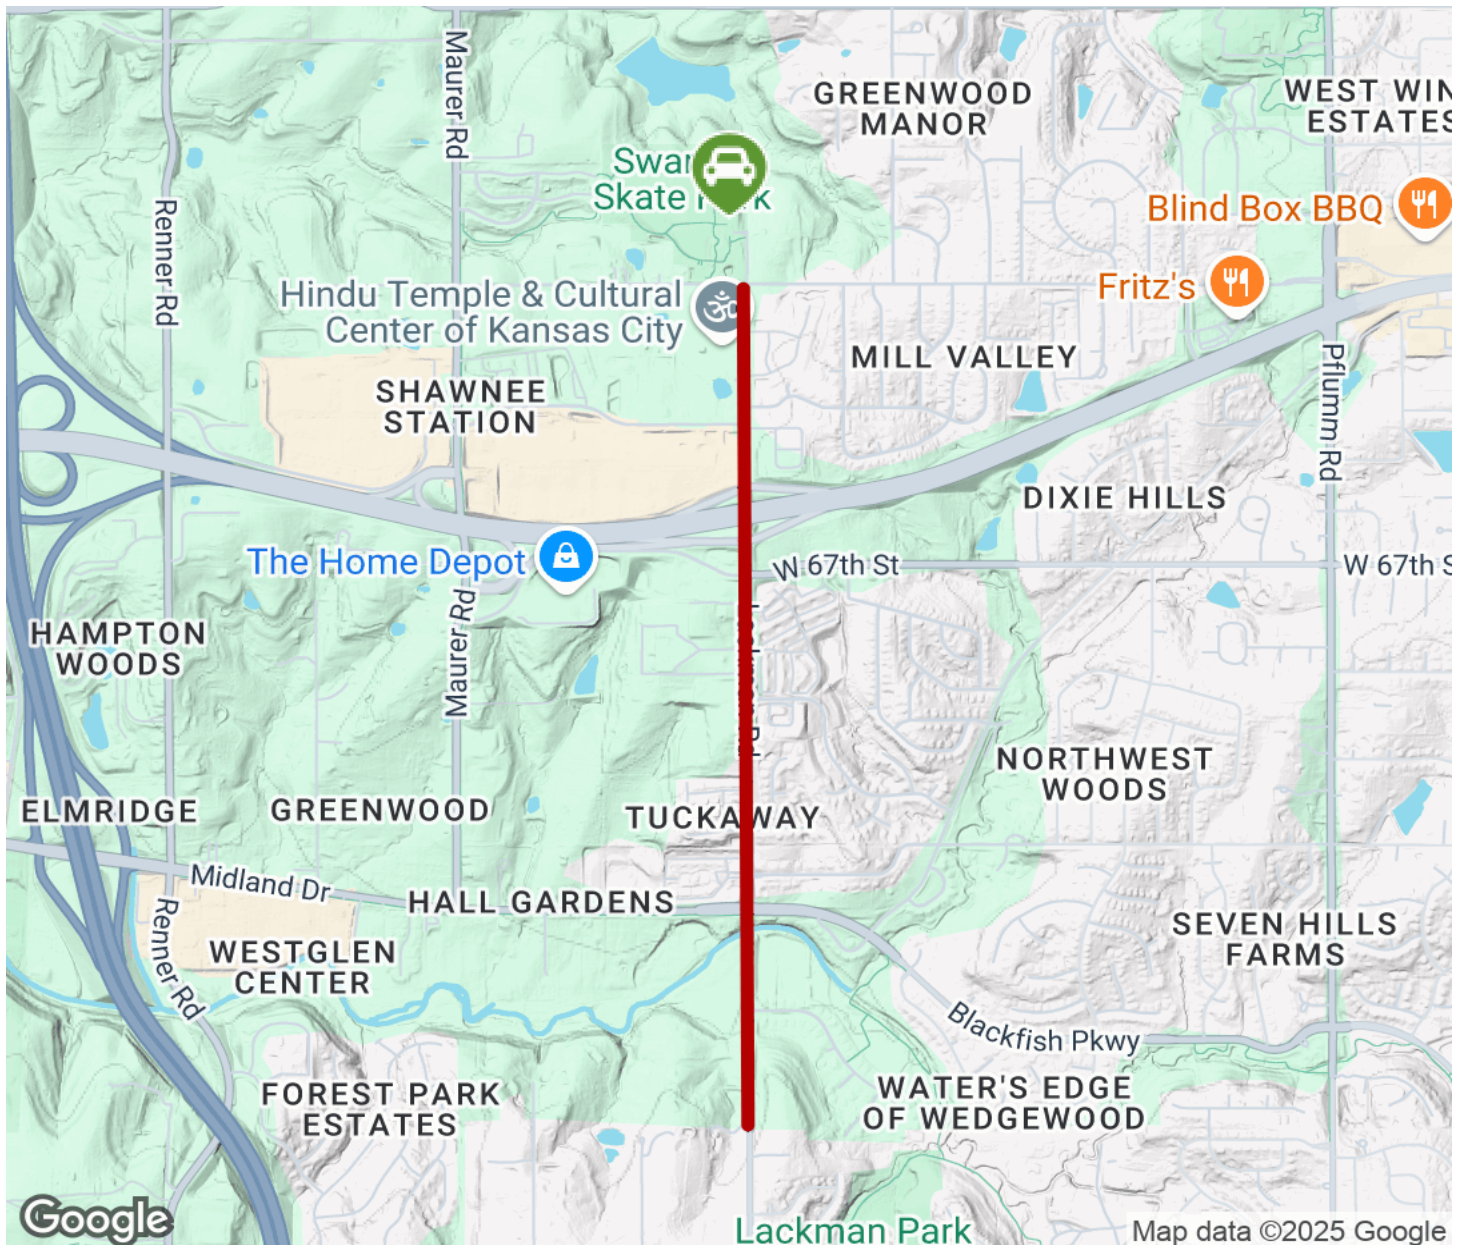 Maurer Rd
GREENWOOD
MANOR
WEST WIN
ESTATES
Skate
Renner Rd
Blind Box BBQ
Fritz's
Hindu Temple & Cultural
Center of Kansas City
MILL VALLEY
SHAWNEE
STATION
Pflumm Rd
DIXIE HILLS
The Home Depot
W 67th St
W 67th S
Maurer Rd
HAMPTON
WOODS
NORTHWEST
WOODS
ELMRIDGE
GREENWOOD
TUCKAWAY
Midland Dr
HALL GARDENS
Renner Rd
WESTGLEN
CENTER
SEVEN HILLS
FARMS
Blackfish Pkwy
FOREST PARK
ESTATES
WATER'S EDGE
OF WEDGEWOOD
Google
Lackman Park
Map data ©2025 Google